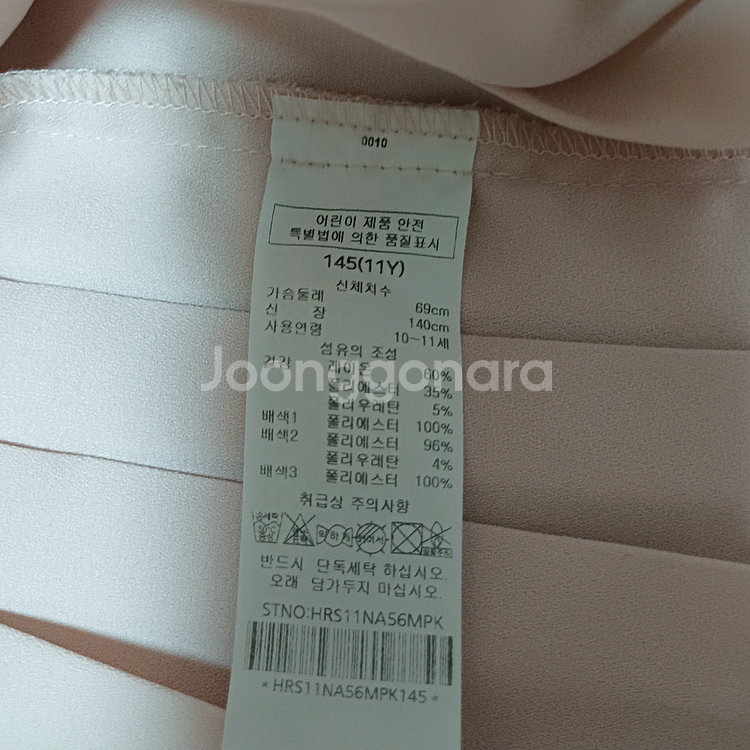 0010
어린이 제품 안전
특별법에 의한 품질표시
145(11Y)
신체치수
가슴둘레 69cm
신 장 140cm
사용연령 10~11세
섬유의 조성
겉감 레이온 60%
폴리에스터 35%
폴리우레탄 5%
배색1 폴리에스터 100%
배색2 폴리에스터 96%
폴리우레탄 4%
배색3 폴리에스터 100%
Joonggonara
취급상 주의사항
손세탁
약하게
반드시 단독세탁 하십시오.
오래 담가두지 마십시오.
STNO:HRS11NA56MPK
*HRS11NA56MPK145*